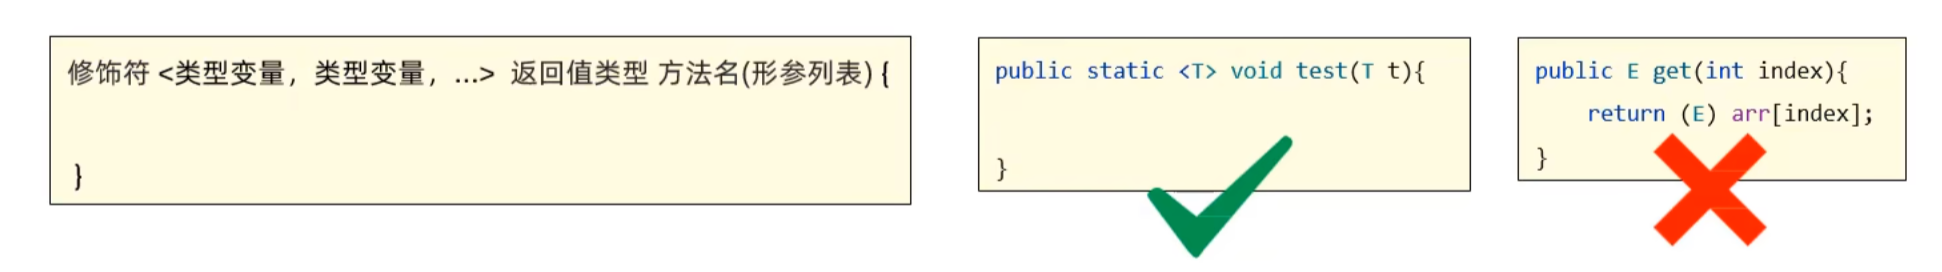 修饰符 <类型变量，类型变量，...> 返回值类型 方法名(形参列表) {
}
public static <T> void test(T t){
}
public E get(int index){
return (E) arr[index];
}